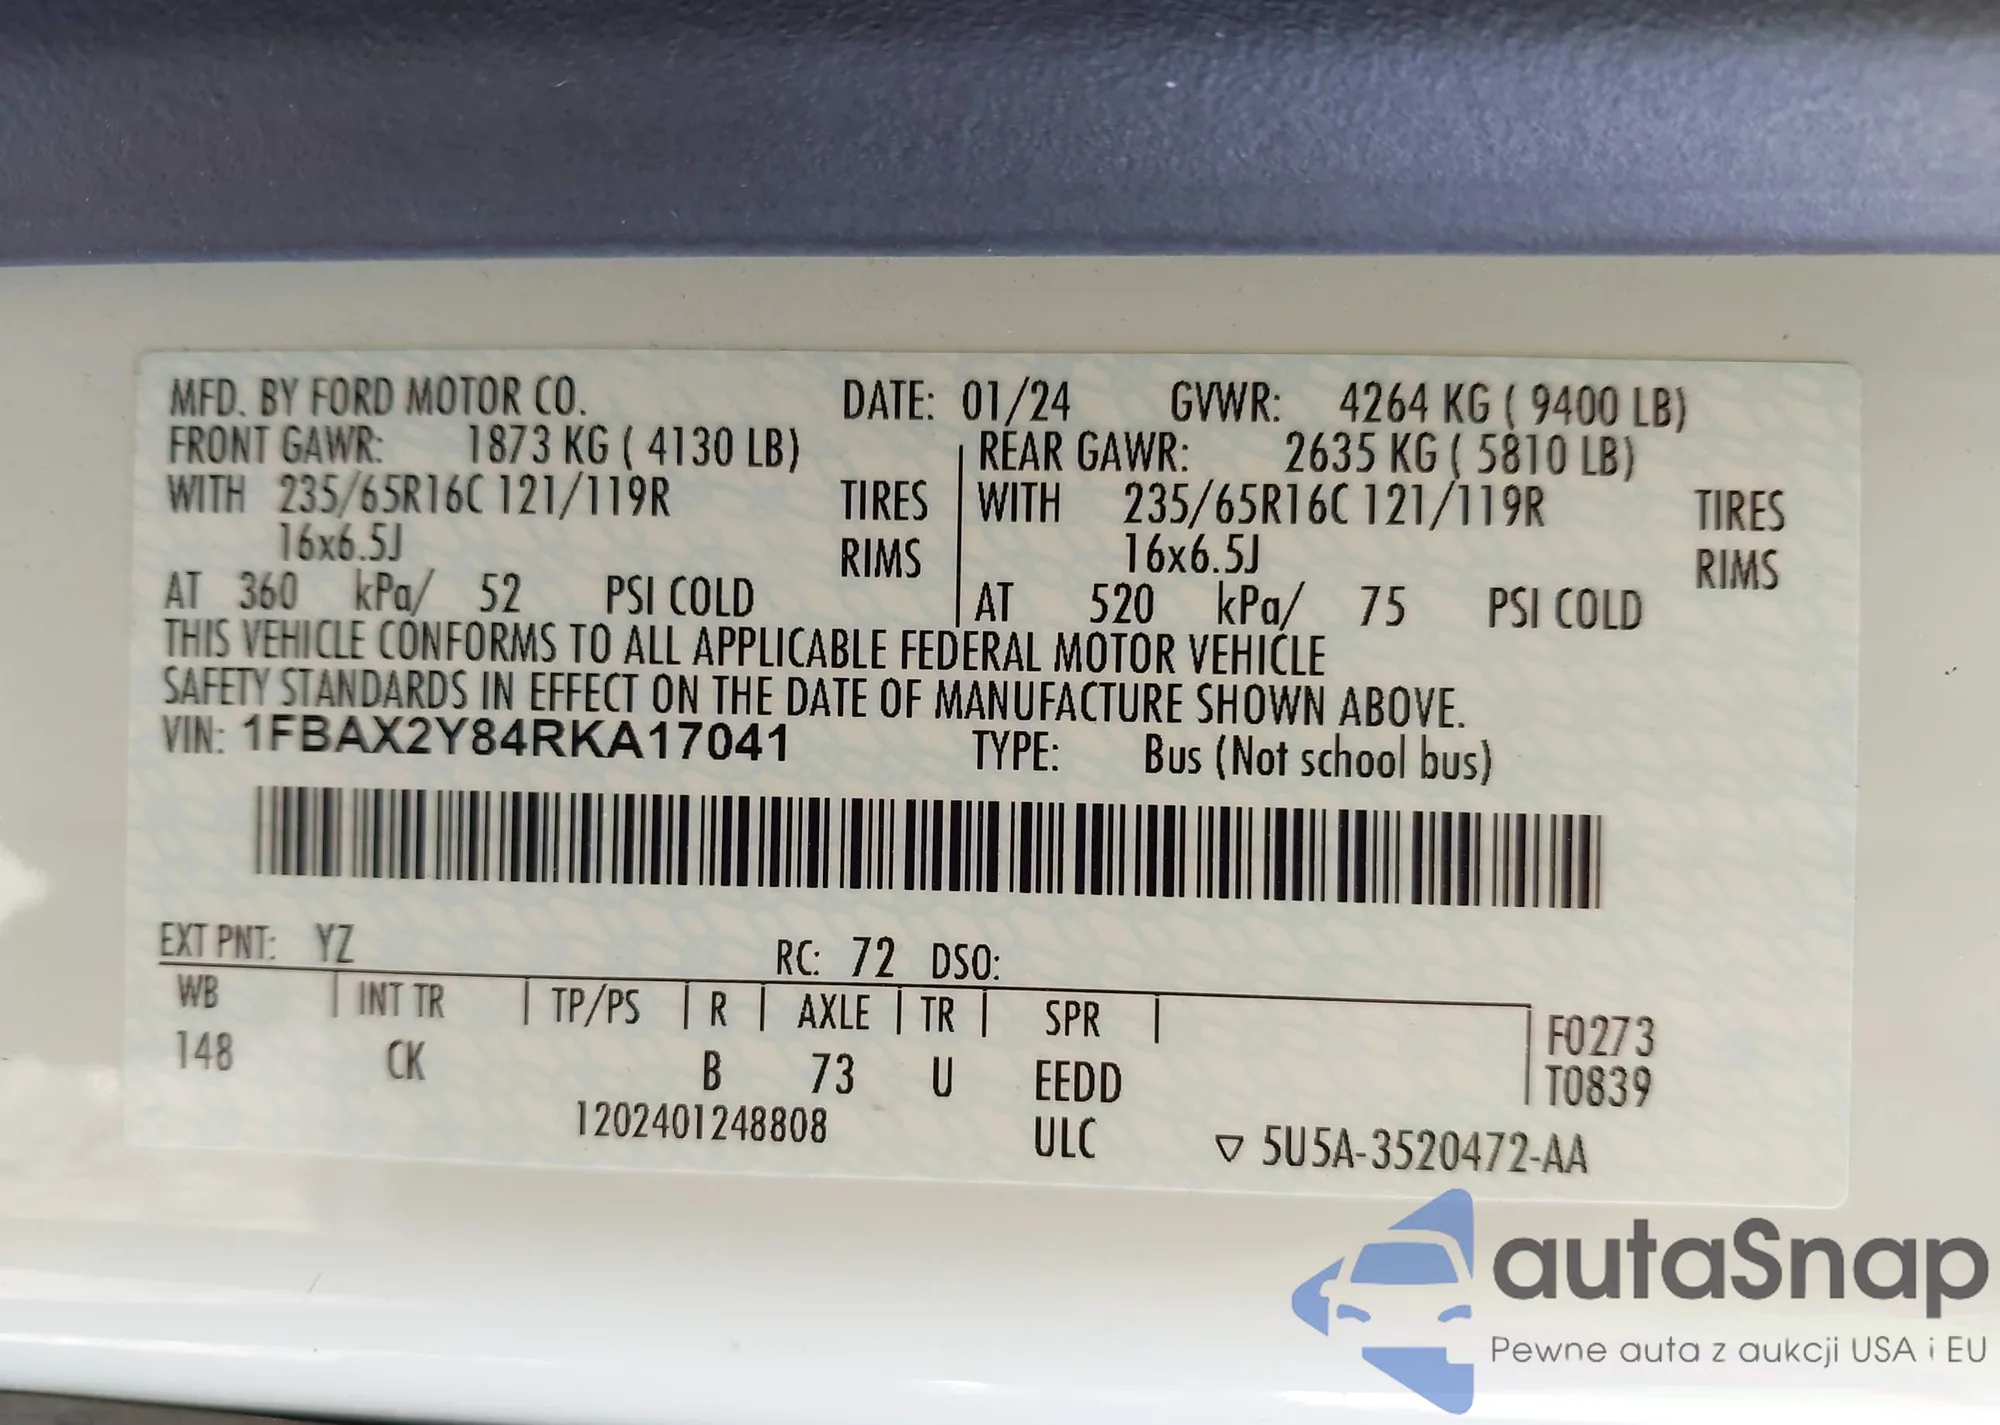 MFD. BY FORD MOTOR CO. DATE: 01/24 GVWR: 4264 KG ( 9400 LB)
FRONT GAWR: 1873 KG ( 4130 LB) REAR GAWR: 2635 KG ( 5810 LB)
WITH 235/65R16C 121/119R TIRES WITH 235/65R16C 121/119R TIRES
16x6.5J RIMS 16x6.5J RIMS
AT 360 kPa/ 52 PSI COLD AT 520 kPa/ 75 PSI COLD
THIS VEHICLE CONFORMS TO ALL APPLICABLE FEDERAL MOTOR VEHICLE
SAFETY STANDARDS IN EFFECT ON THE DATE OF MANUFACTURE SHOWN ABOVE.
VIN: 1FBAX2Y84RKA17041 TYPE: Bus (Not school bus)
EXT PNT: YZ RC: 72 DSO:
WB INT TR TP/PS R AXLE TR SPR F0273
148 CK B 73 U EEDD T0839
1202401248808 ULC ▽ 5U5A-3520472-AA
autaSnap
Pewne auta z aukcji USA i EU